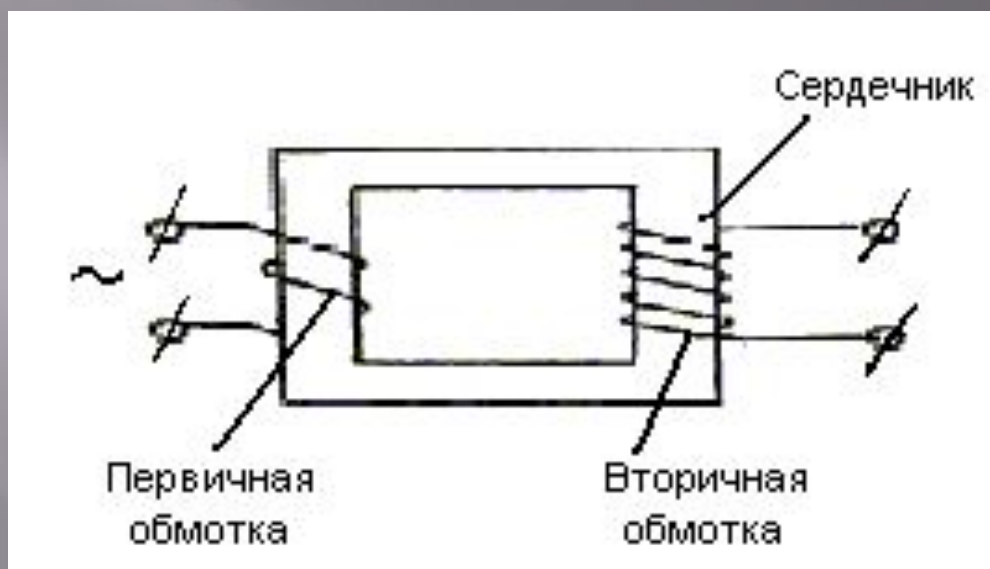 Сердечник
~
Первичная
обмотка
Вторичная
обмотка